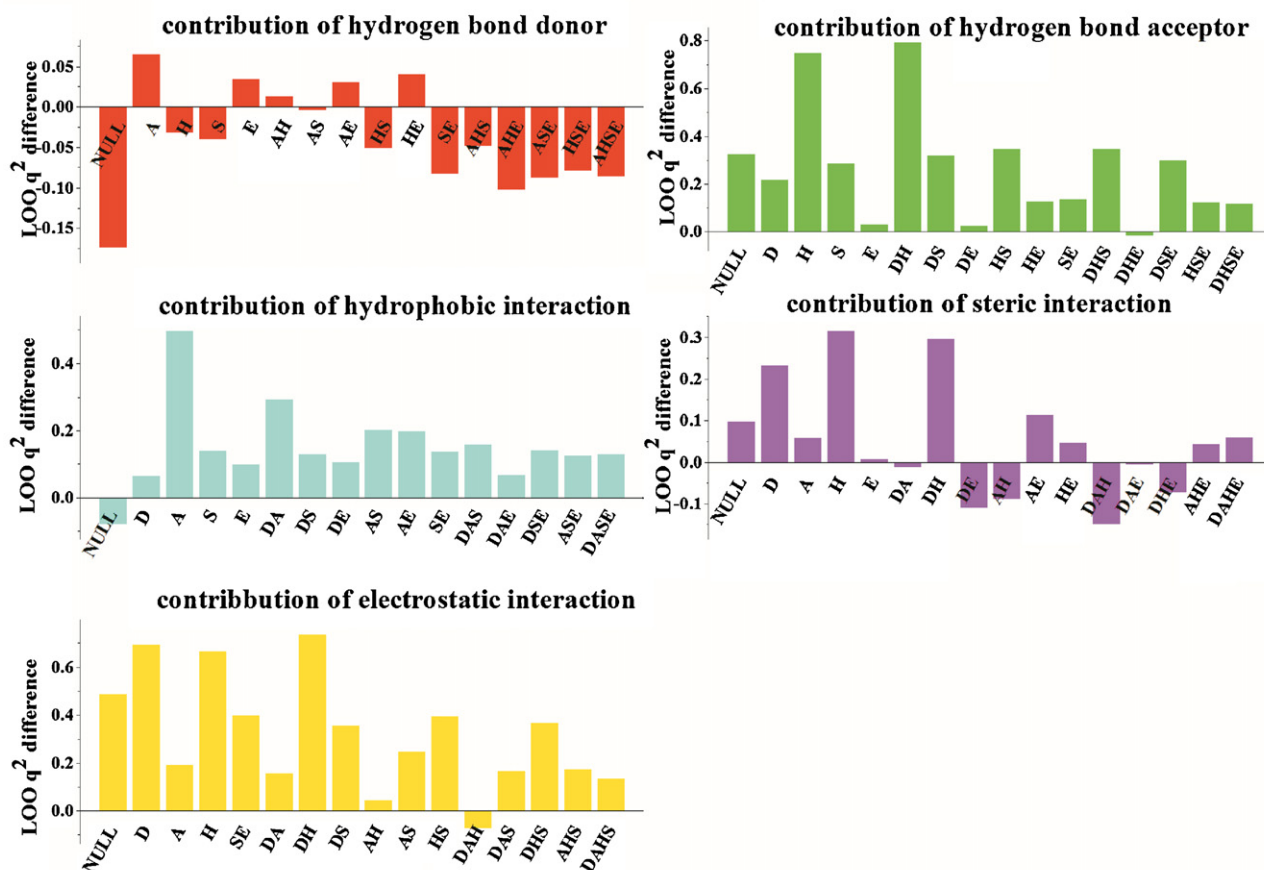 contribution of hydrogen bond donor
LOO q² difference
0.05
0.00
-0.05
-0.10
-0.15
NULL
A
H
S
E
AH
AS
AE
HS
HE
SE
AHS
AHE
ASE
HSE
AHSE
contribution of hydrogen bond acceptor
LOO q² difference
0.8
0.6
0.4
0.2
0.0
NULL
D
H
S
E
DH
DS
DE
HS
HE
SE
DHS
DHE
DSE
HSE
DHSE
contribution of hydrophobic interaction
LOO q² difference
0.4
0.2
0.0
NULL
D
A
S
E
DA
DS
DE
AS
AE
SE
DAS
DAE
DSE
ASE
DASE
contribution of steric interaction
LOO q² difference
0.3
0.2
0.1
0.0
-0.1
NULL
D
A
H
E
DA
DH
DE
AH
AE
HE
DAH
DAE
DHE
AHE
DAHE
contribbution of electrostatic interaction
LOO q² difference
0.6
0.4
0.2
0.0
NULL
D
A
H
SE
DA
DH
DS
AH
AS
HS
DAH
DAS
DHS
AHS
DAHS